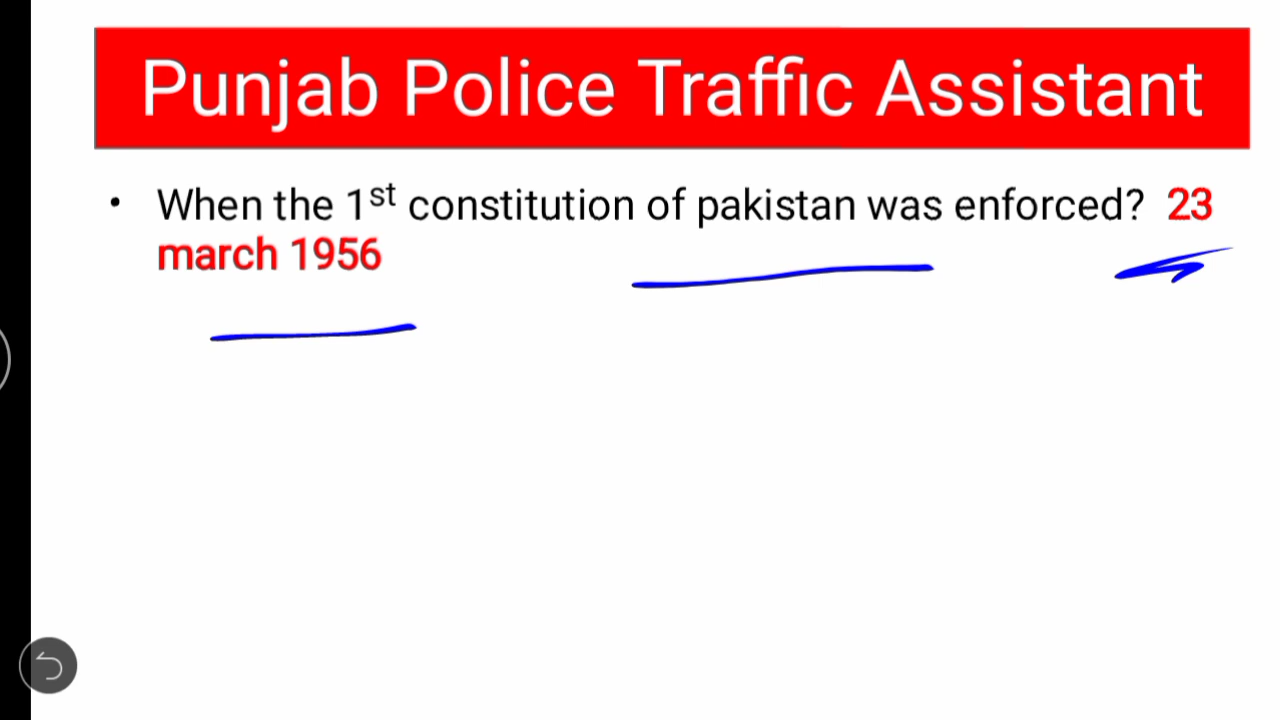 Punjab Police Traffic Assistant
• When the 1st constitution of pakistan was enforced? 23
march 1956